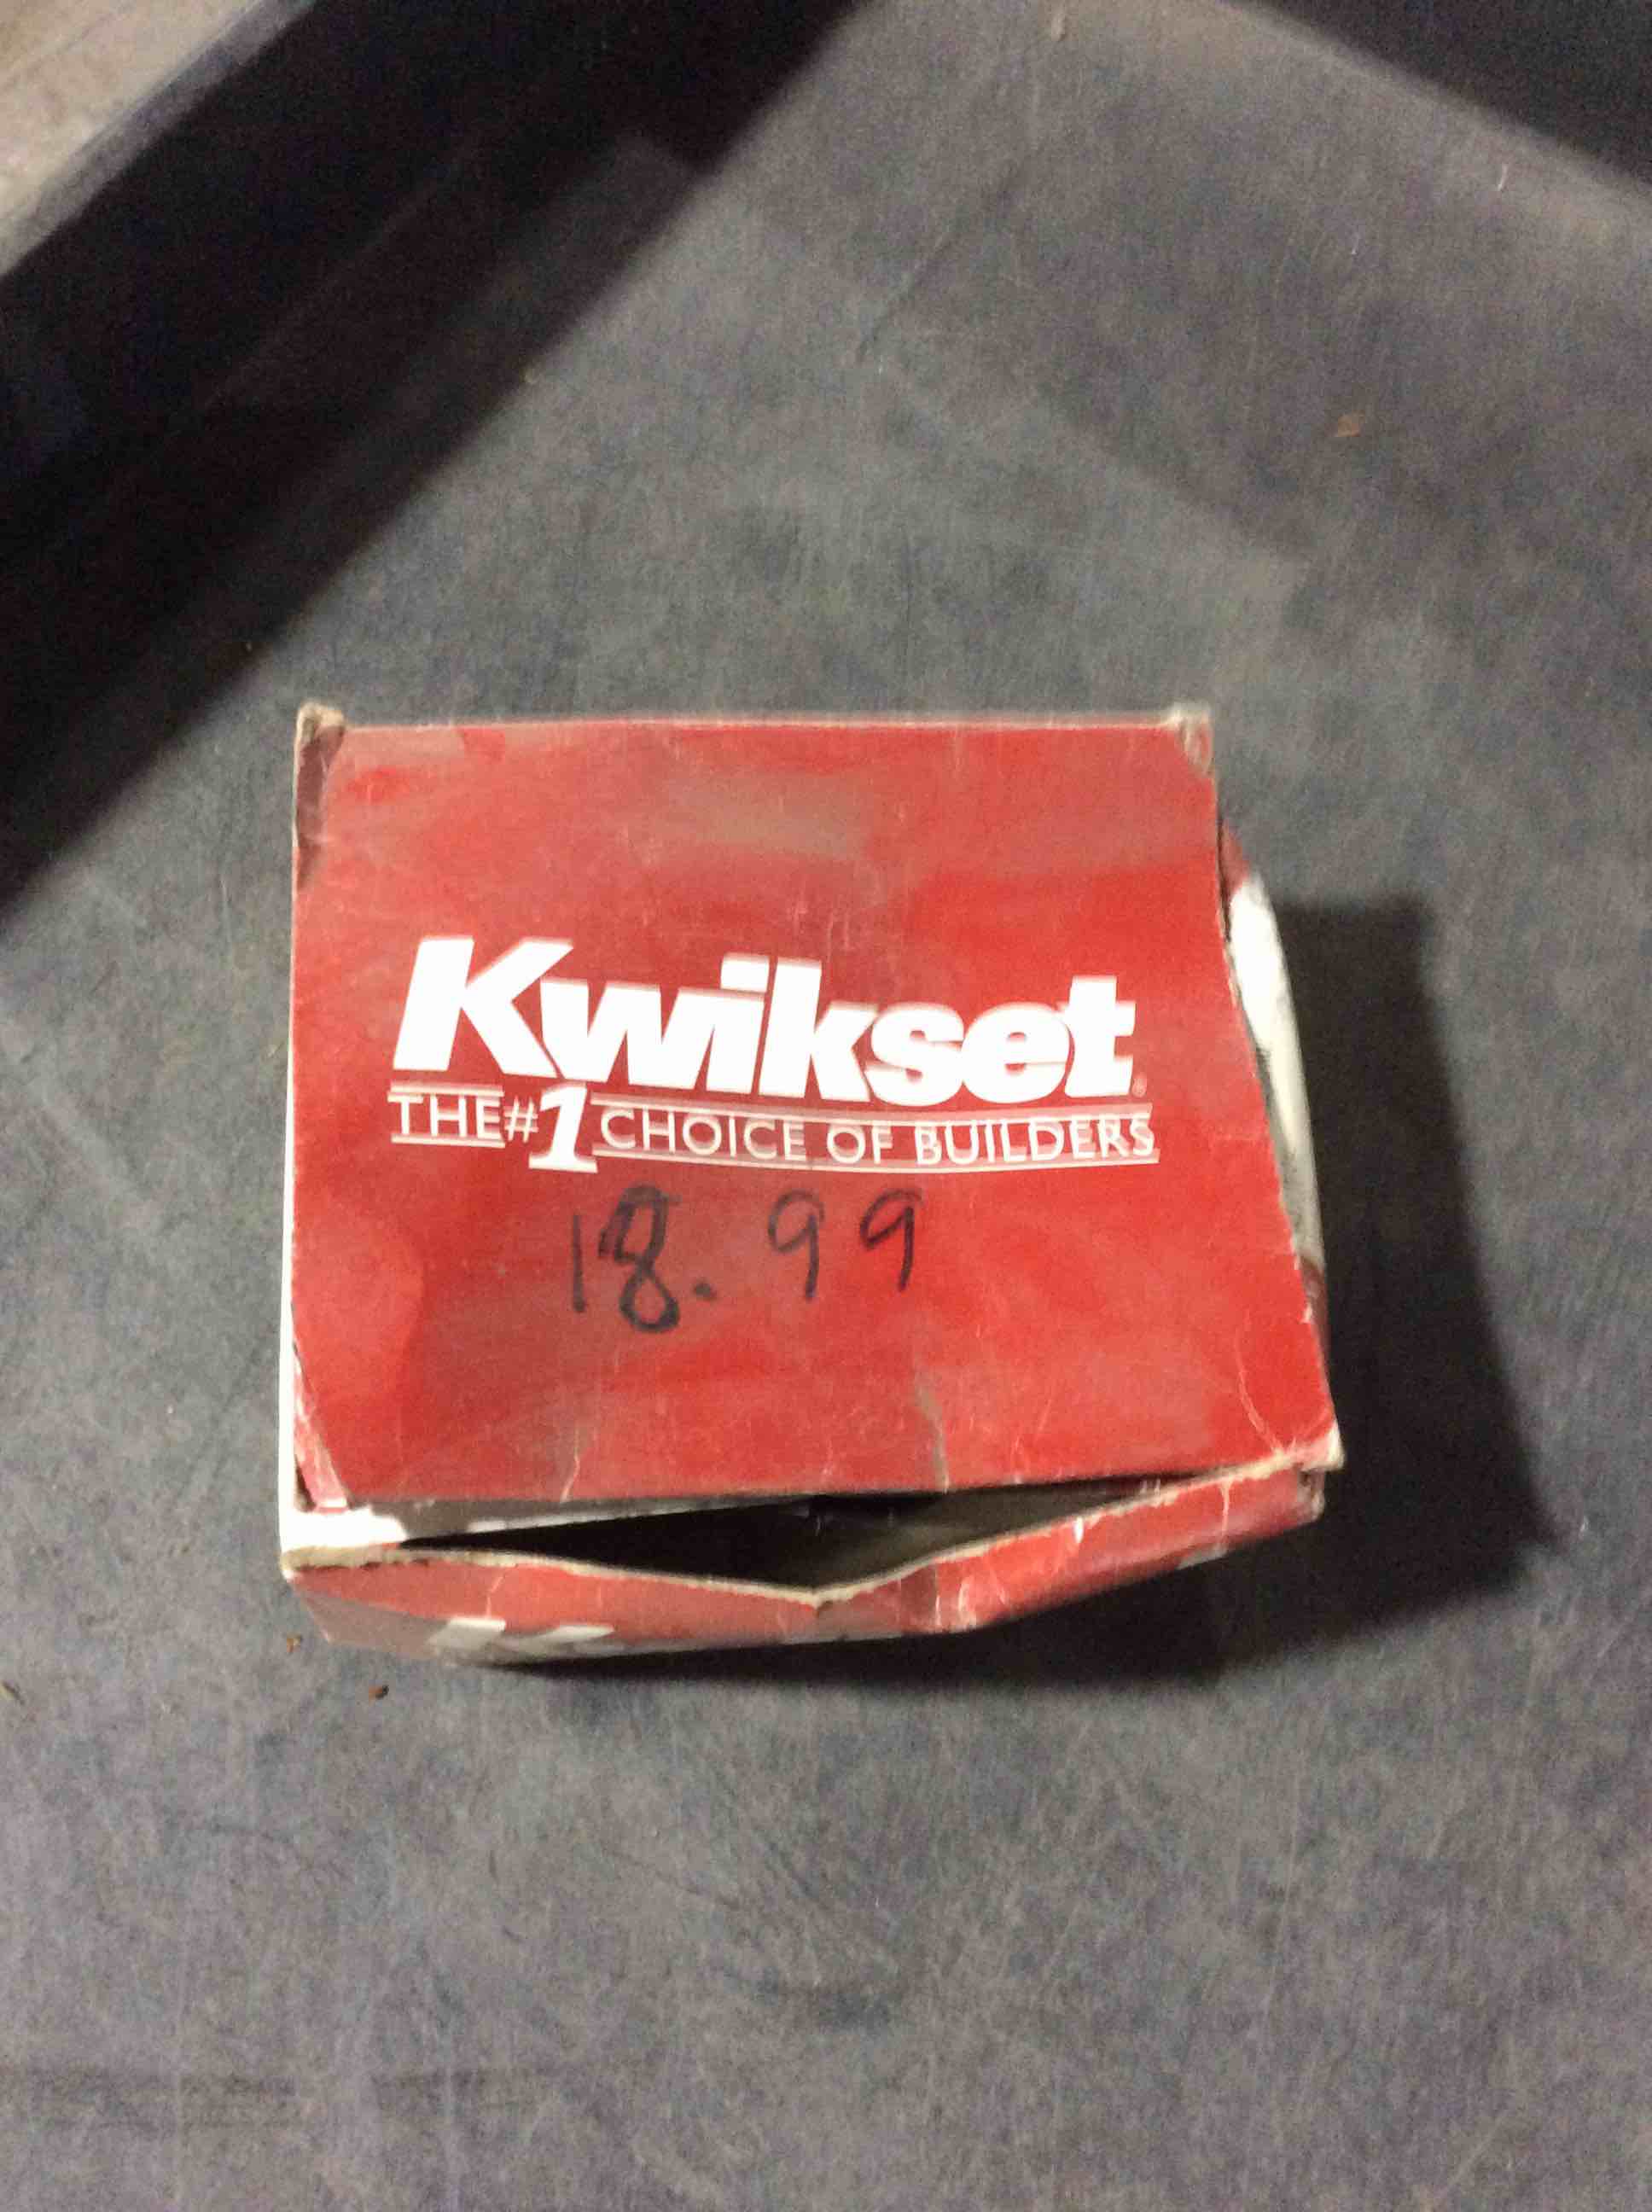 Kwikset
THE #1 CHOICE OF BUILDERS
18.99